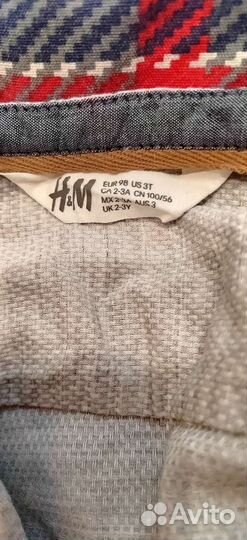 H&M
EUR 98 US 3T
CA 2-3A CN 100/56
MX 2-3A AUS 3
UK 2-3Y
Avito